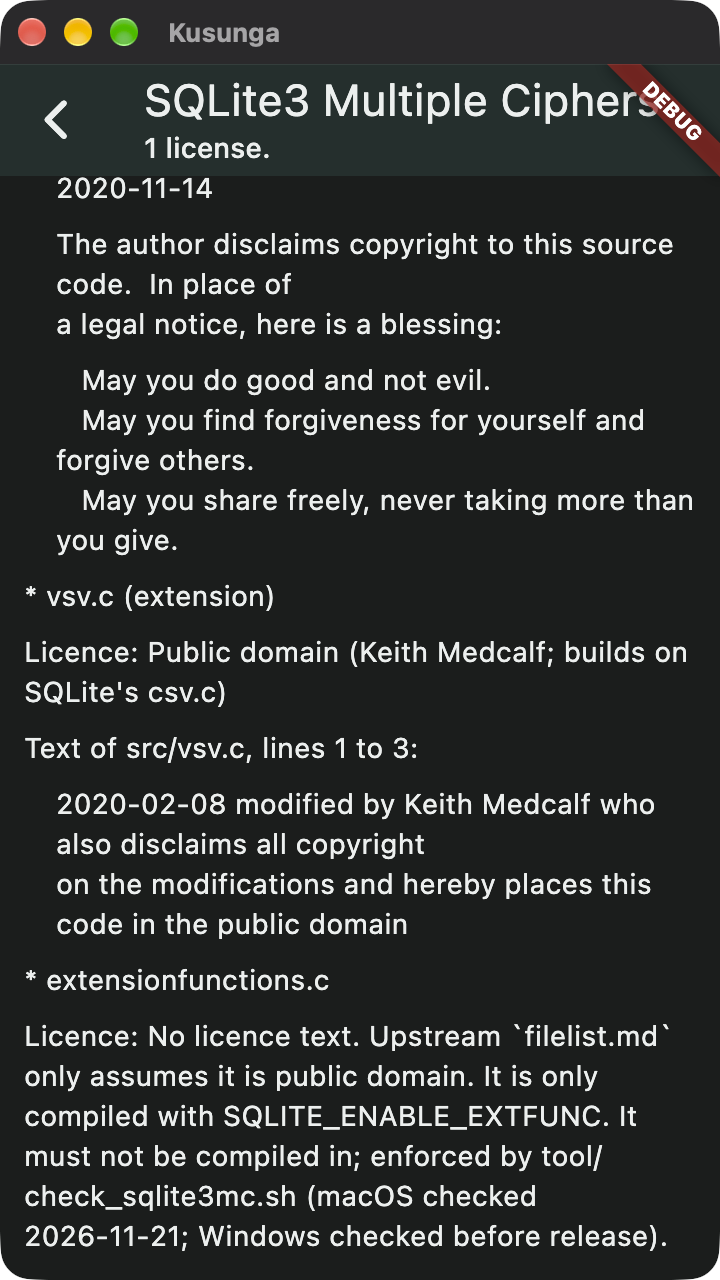 Kusunga
SQLite3 Multiple Ciphers
DEBUG
1 license.
2020-11-14
The author disclaims copyright to this source
code.  In place of
a legal notice, here is a blessing:
May you do good and not evil.
May you find forgiveness for yourself and
forgive others.
May you share freely, never taking more than
you give.
* vsv.c (extension)
Licence: Public domain (Keith Medcalf; builds on
SQLite's csv.c)
Text of src/vsv.c, lines 1 to 3:
2020-02-08 modified by Keith Medcalf who
also disclaims all copyright
on the modifications and hereby places this
code in the public domain
* extensionfunctions.c
Licence: No licence text. Upstream `filelist.md`
only assumes it is public domain. It is only
compiled with SQLITE_ENABLE_EXTFUNC. It
must not be compiled in; enforced by tool/
check_sqlite3mc.sh (macOS checked
2026-11-21; Windows checked before release).